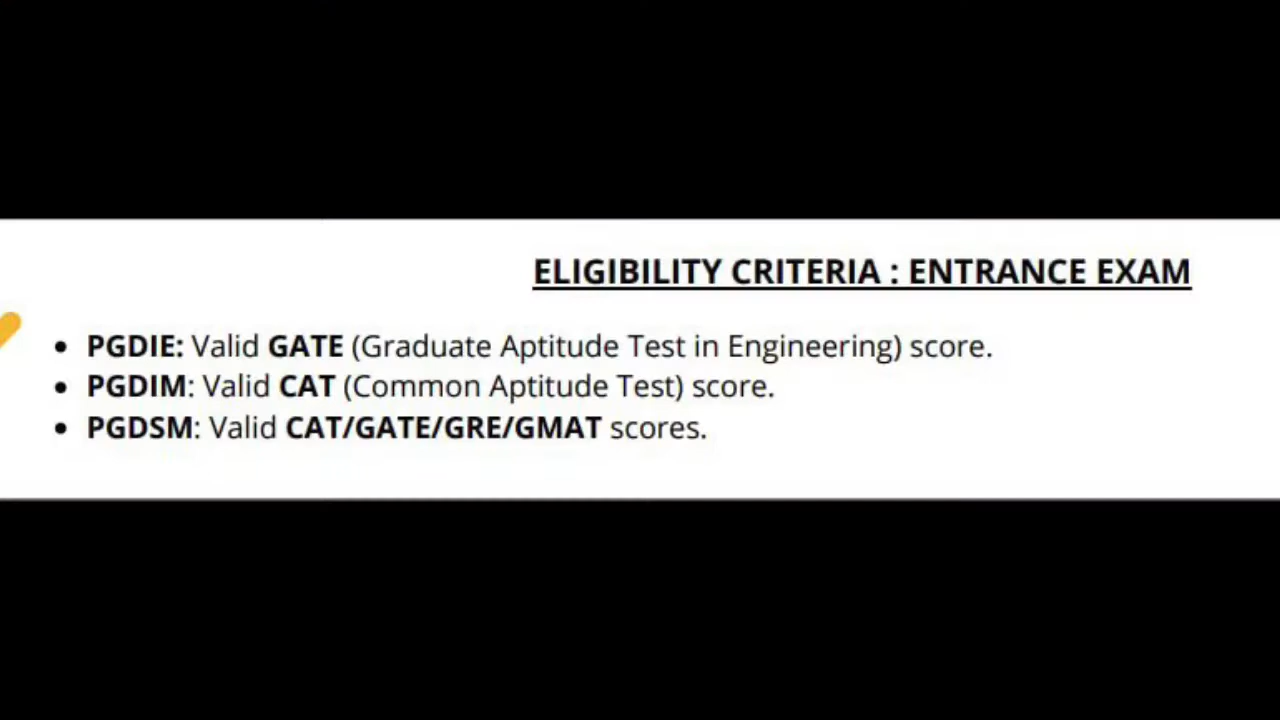 ELIGIBILITY CRITERIA : ENTRANCE EXAM
• PGDIE: Valid GATE (Graduate Aptitude Test in Engineering) score.
• PGDIM: Valid CAT (Common Aptitude Test) score.
• PGDSM: Valid CAT/GATE/GRE/GMAT scores.